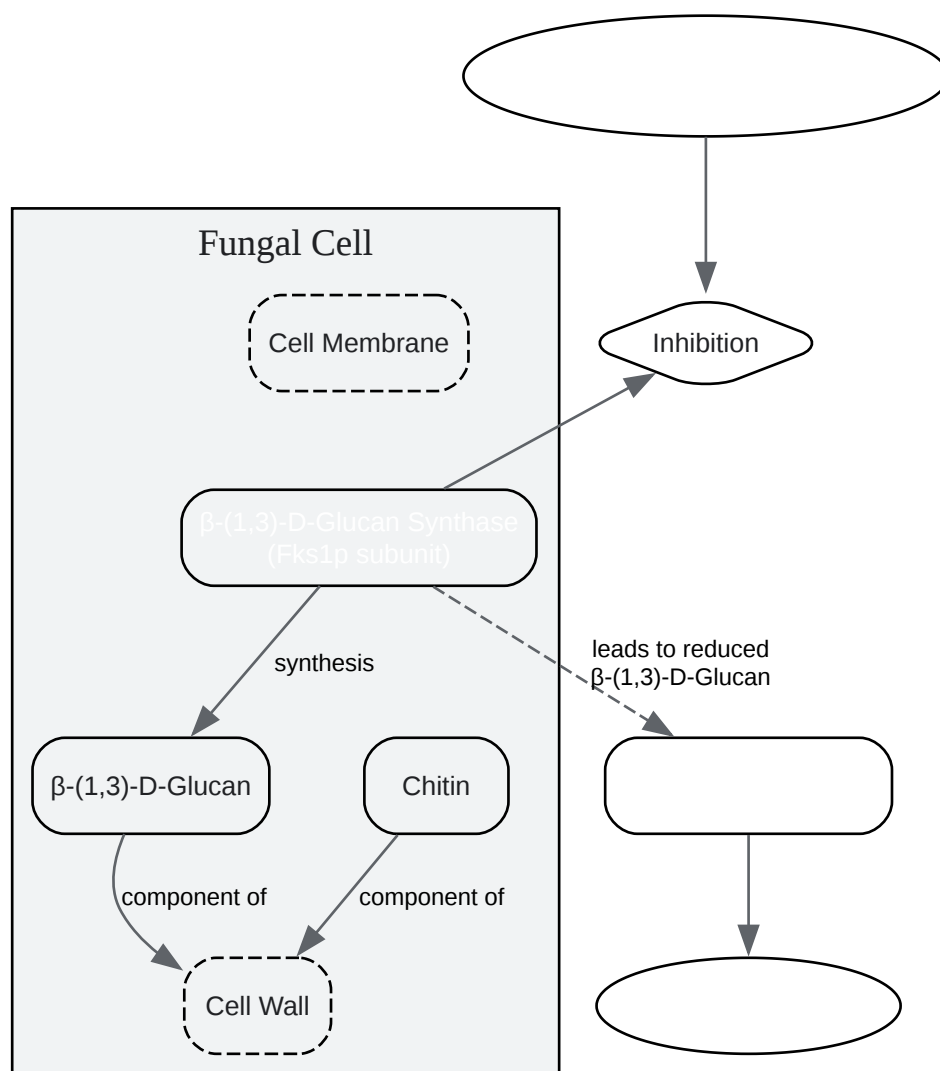 Fungal Cell
Cell Membrane
Inhibition
β-(1,3)-D-Glucan Synthase
(Fks1p subunit)
synthesis
leads to reduced
β-(1,3)-D-Glucan
β-(1,3)-D-Glucan
Chitin
component of
component of
Cell Wall